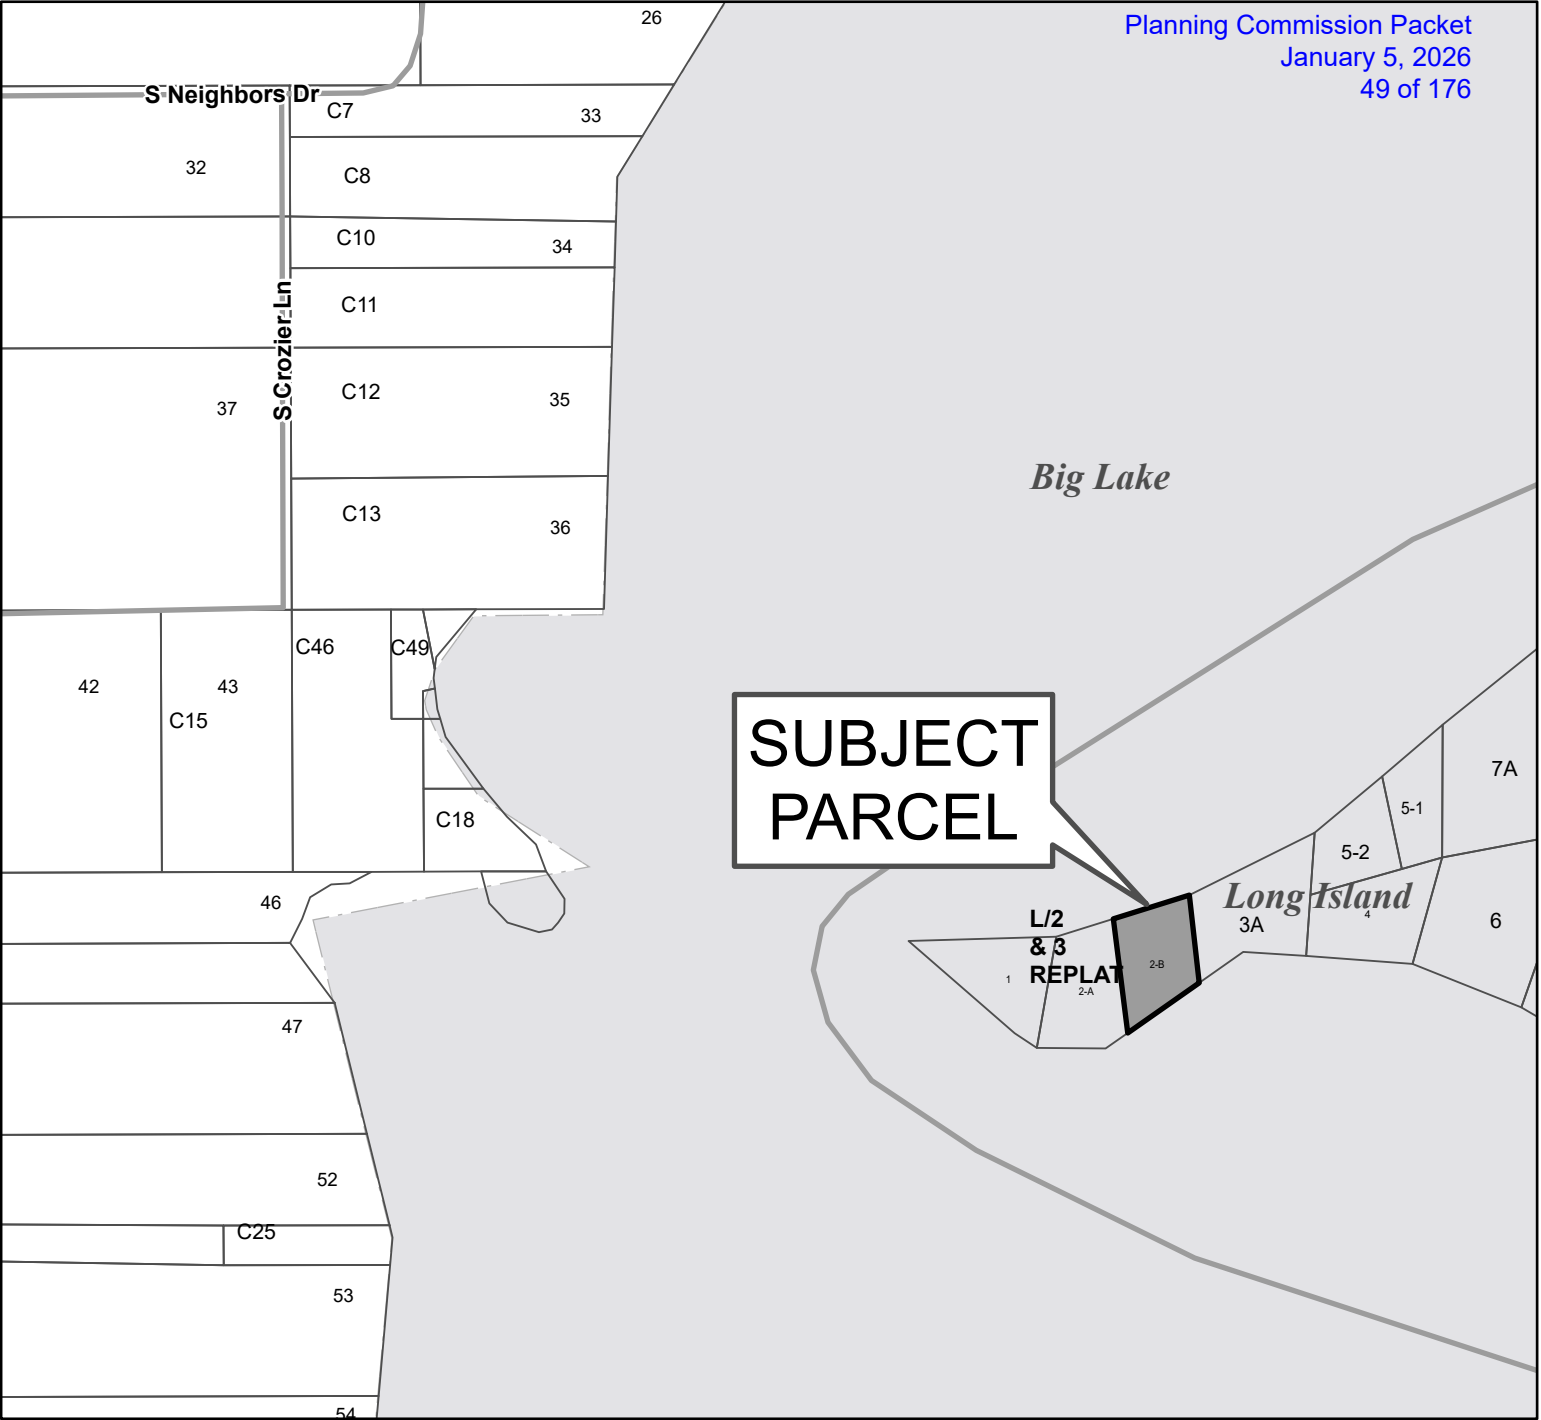 Planning Commission Packet
January 5, 2026
49 of 176
26
S Neighbors Dr
C7
33
32
C8
C10
34
C11
S Crozier Ln
37
C12
35
C13
36
Big Lake
C46
C49
42
43
C15
C18
SUBJECT
PARCEL
7A
5-1
5-2
Long Island
4
3A
6
46
L/2
& 3
REPLAT
1
2-A
2-B
47
52
C25
53
54